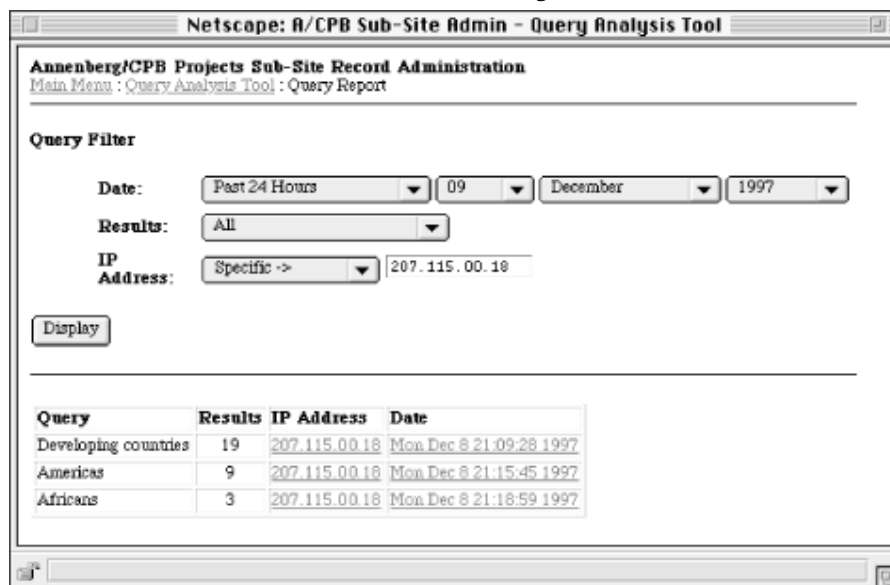 Netscape: A/CPB Sub-Site Admin - Query Analysis Tool
Annenberg/CPB Projects Sub-Site Record Administration
Main Menu : Query Analysis Tool : Query Report
Query Filter
Date: Past 24 Hours 09 December 1997
Results: All
IP
Address: Specific -> 207.115.00.18
Display
Query Results IP Address Date
Developing countries 19 207.115.00.18 Mon Dec 8 21:09:28 1997
Americas 9 207.115.00.18 Mon Dec 8 21:15:45 1997
Africans 3 207.115.00.18 Mon Dec 8 21:18:59 1997